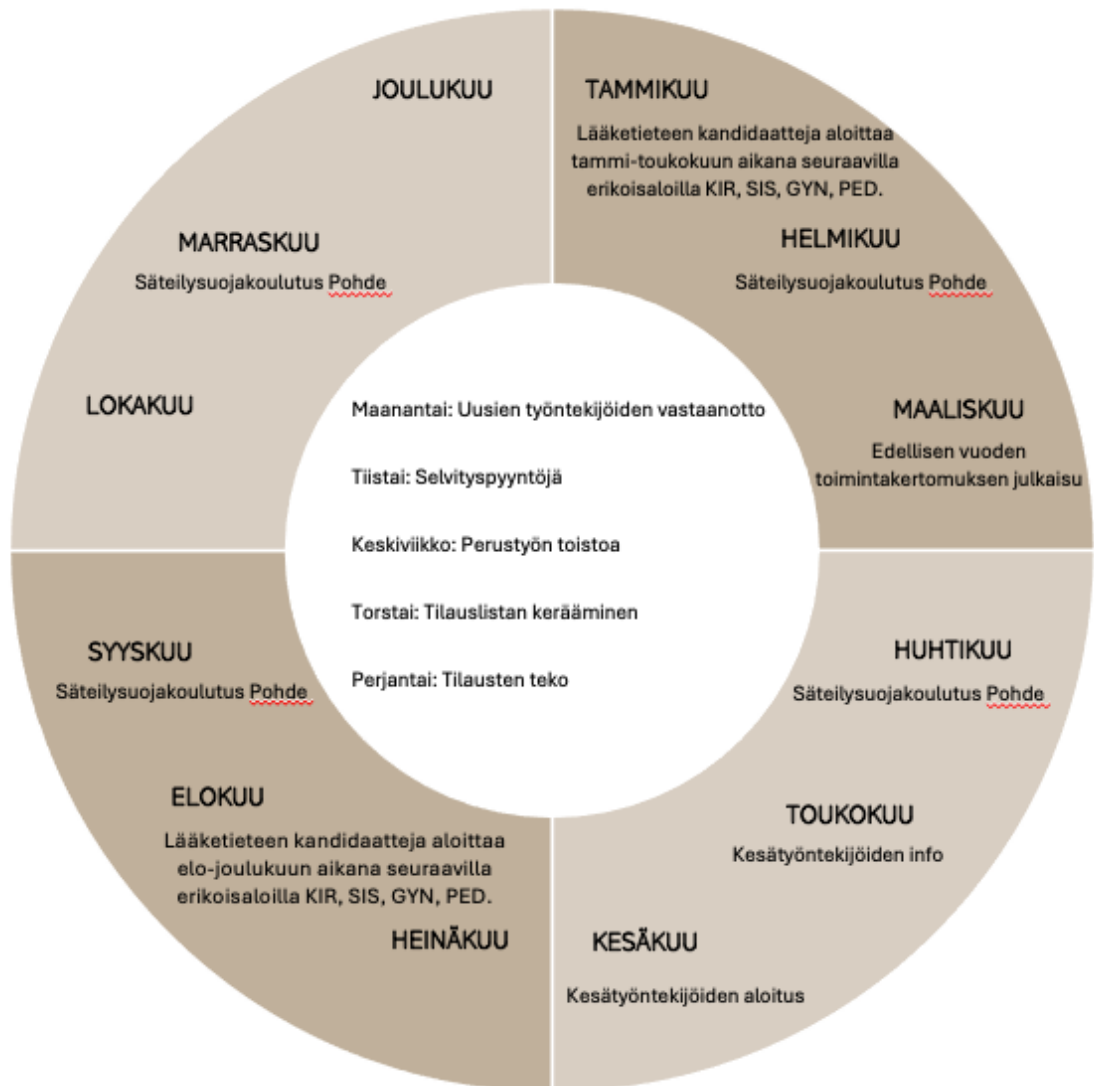 TAMMIKUU
Lääketieteen kandidaatteja aloittaa
tammi-toukokuun aikana seuraavilla
erikoisaloilla KIR, SIS, GYN, PED.
HELMIKUU
Säteilysuojakoulutus Pohde
MAALISKUU
Edellisen vuoden
toimintakertomuksen julkaisu
HUHTIKUU
Säteilysuojakoulutus Pohde
TOUKOKUU
Kesätyöntekijöiden info
KESÄKUU
Kesätyöntekijöiden aloitus
HEINÄKUU
ELOKUU
Lääketieteen kandidaatteja aloittaa
elo-joulukuun aikana seuraavilla
erikoisaloilla KIR, SIS, GYN, PED.
SYYSKUU
Säteilysuojakoulutus Pohde
LOKAKUU
MARRASKUU
Säteilysuojakoulutus Pohde
JOULUKUU
Maanantai: Uusien työntekijöiden vastaanotto
Tiistai: Selvityspyyntöjä
Keskiviikko: Perustyön toistoa
Torstai: Tilauslistan kerääminen
Perjantai: Tilausten teko